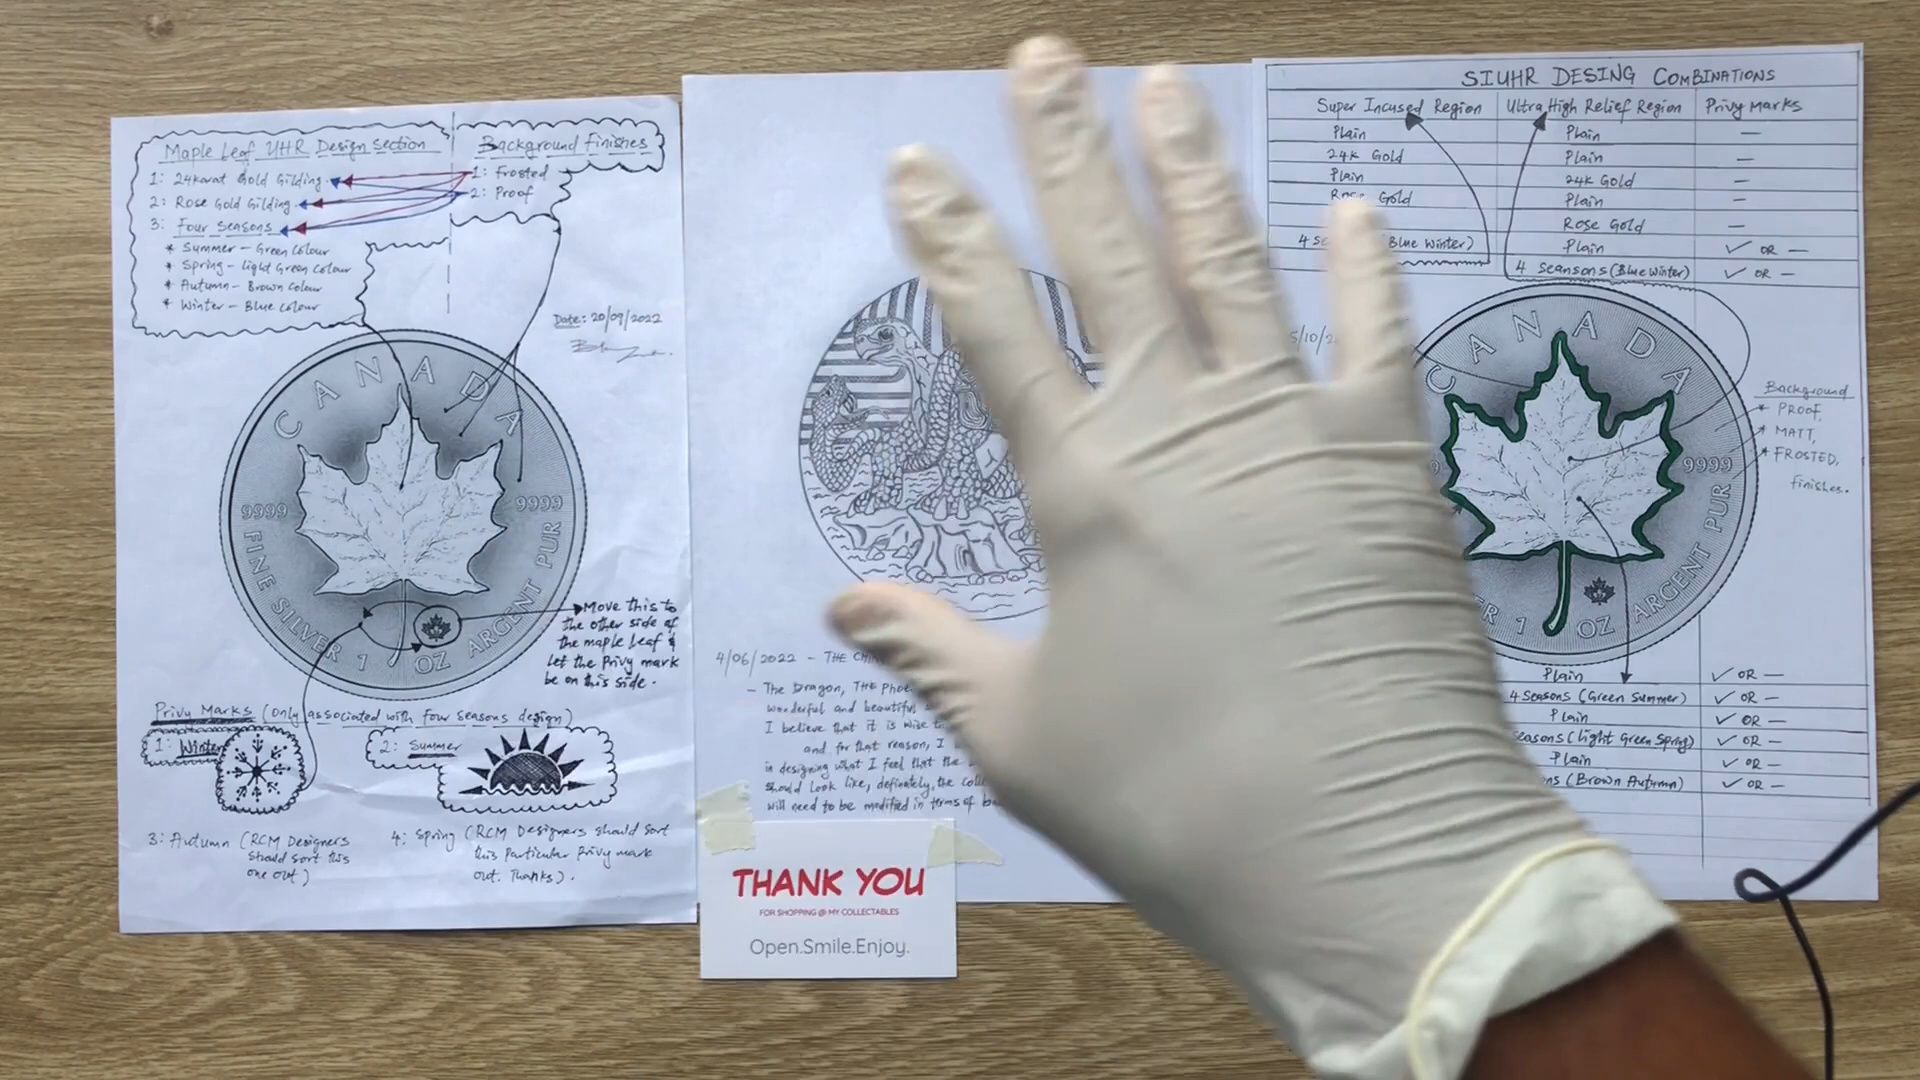 Maple Leaf UHR Design Section
1: 24karat Gold Gilding
2: Rose Gold Gilding
3: Four Seasons
* Summer – Green Colour
* Spring – light Green Colour
* Autumn – Brown Colour
* Winter – Blue Colour
Background Finishes
1: Frosted
2: Proof
Date: 20/09/2022
CANADA
9999
9999
FINE SILVER 1 OZ ARGENT PUR
Move this to
the other side of
the maple leaf &
let the Privy mark
be on this side.
Privy Marks (only associated with four seasons design)
1: Winter
2: Summer
3: Autumn (RCM Designers
should sort this
one out)
4: Spring (RCM Designers should sort
this particular Privy mark
out. Thanks).
4/06/2022 – THE
– The Dragon, THE
wonderful and beautiful
I believe that it is wise
and for that reason, I
in designing what I feel that the
should look like, definately, the
will need to be modified in terms of
THANK YOU
FOR SHOPPING @ MY COLLECTABLES
Open.Smile.Enjoy.
SIUHR DESING COMBINATIONS
Super Incused Region Ultra High Relief Region Privy Marks
Plain Plain —
24k Gold Plain —
Plain 24k Gold —
Rose Gold Plain —
Rose Gold —
4 Blue Winter) Plain ✓ OR —
4 Seansons (Blue Winter) ✓ OR —
CANADA
9999
1 OZ ARGENT PUR
Background
* PROOF,
* MATT,
* FROSTED,
finishes.
Plain ✓ OR —
4 Seasons (Green Summer) ✓ OR —
Plain ✓ OR —
Seasons (light Green Spring) ✓ OR —
Plain ✓ OR —
(Brown Autumn) ✓ OR —